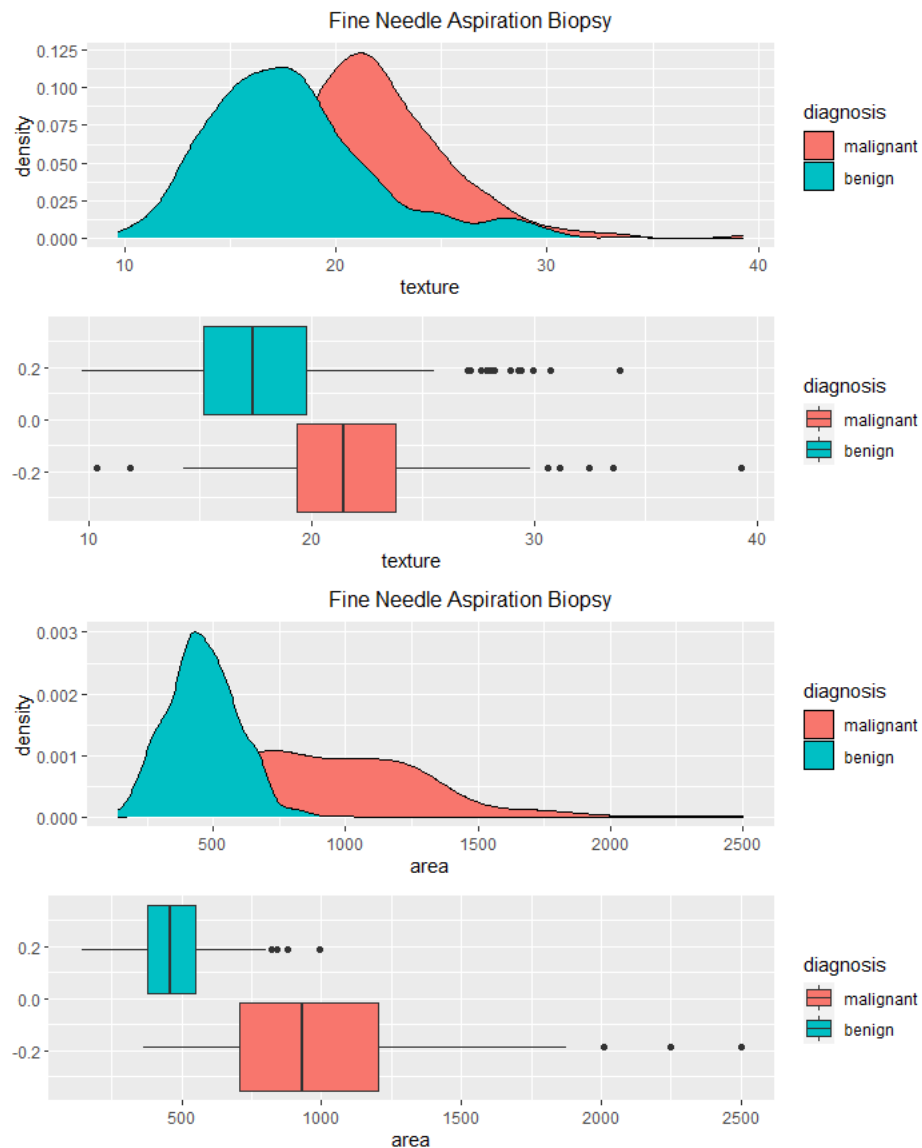 Fine Needle Aspiration Biopsy
0.125
0.100
0.075
0.050
0.025
0.000
density
10 20 30 40
texture
diagnosis
malignant
benign
0.2
0.0
-0.2
10 20 30 40
texture
diagnosis
malignant
benign
Fine Needle Aspiration Biopsy
0.003
0.002
0.001
0.000
density
500 1000 1500 2000 2500
area
diagnosis
malignant
benign
0.2
0.0
-0.2
500 1000 1500 2000 2500
area
diagnosis
malignant
benign